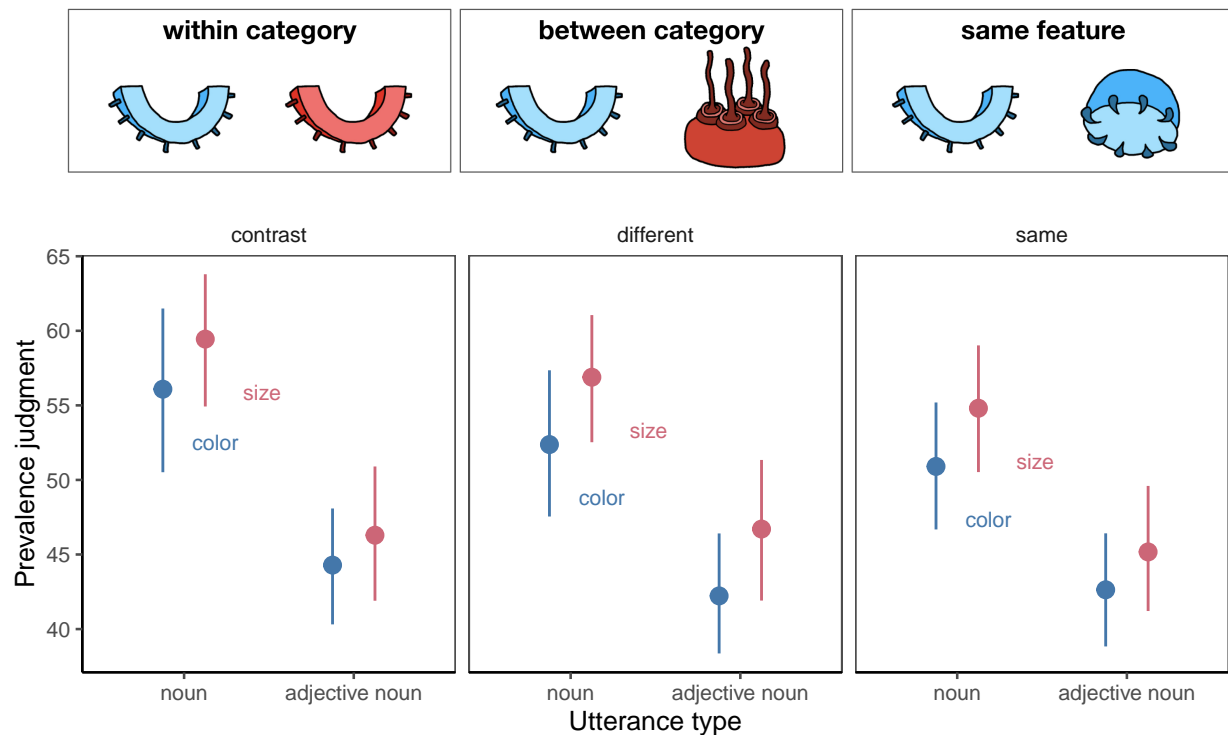 within category
between category
same feature
contrast
different
same
65
60
55
50
45
40
Prevalence judgment
size
color
size
color
size
color
noun
adjective noun
noun
adjective noun
noun
adjective noun
Utterance type